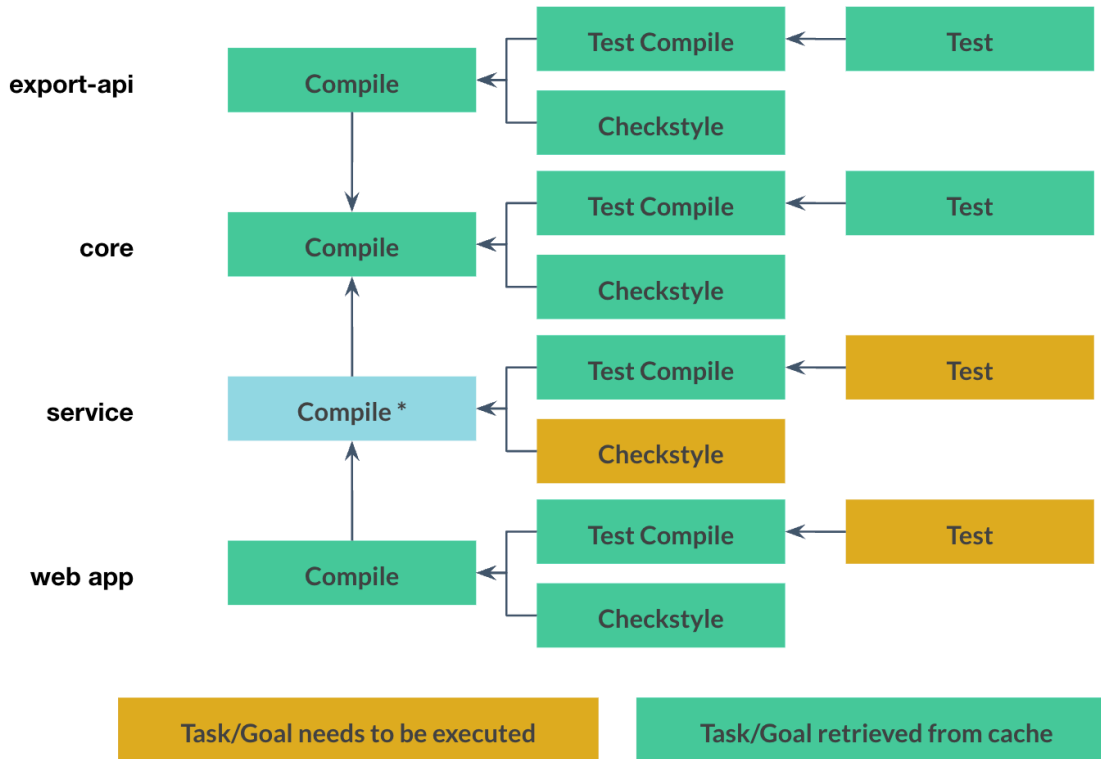 Test Compile
Test
export-api
Compile
Checkstyle
Test Compile
Test
core
Compile
Checkstyle
Test Compile
Test
service
Compile *
Checkstyle
Test Compile
Test
web app
Compile
Checkstyle
Task/Goal needs to be executed
Task/Goal retrieved from cache